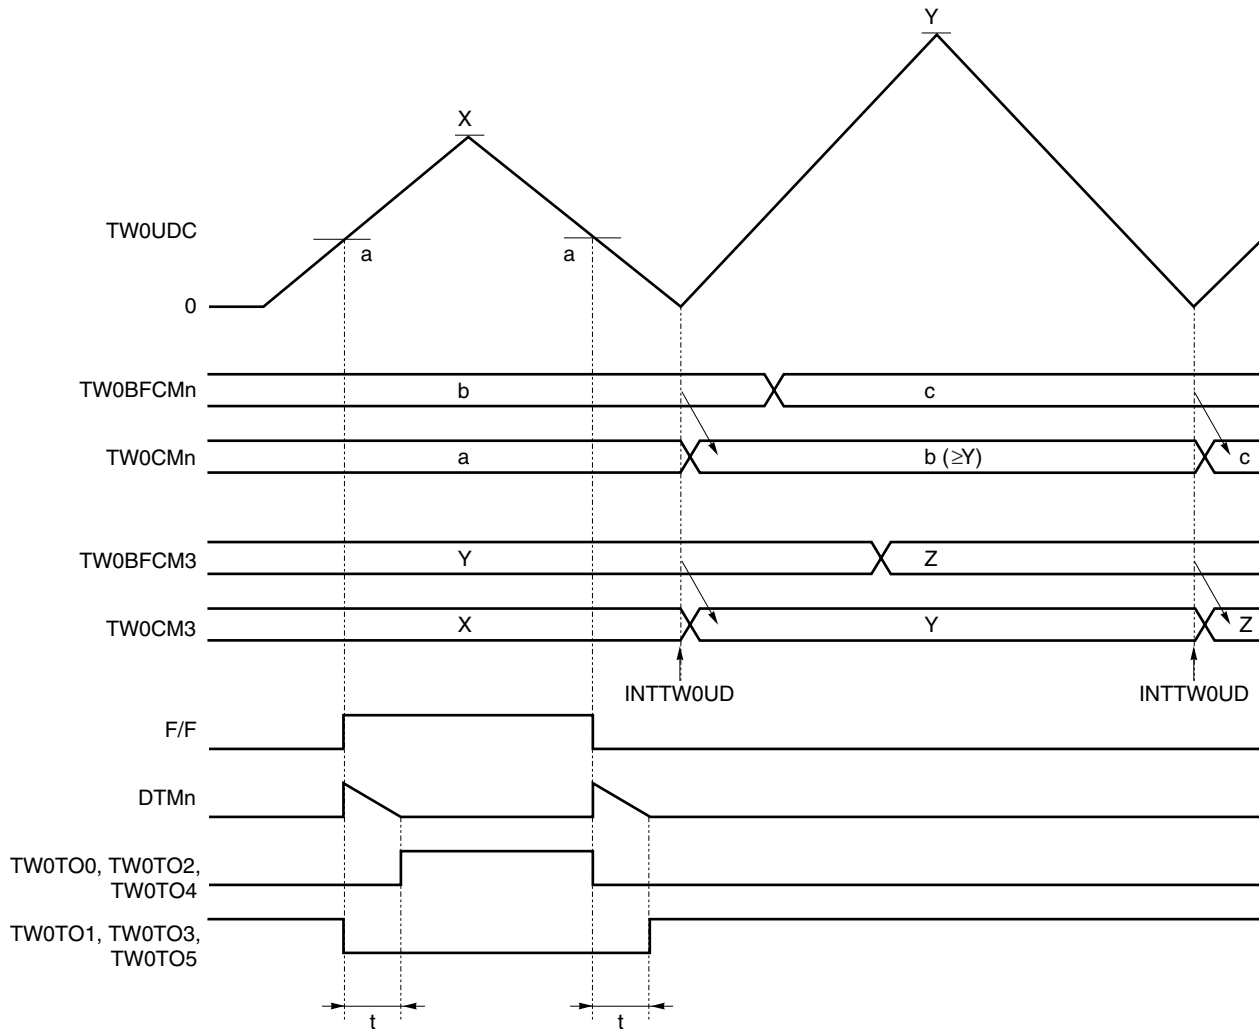 Y
X
TW0UDC
a
a
0
TW0BFCMn
b
c
TW0CMn
a
b (≥Y)
c
TW0BFCM3
Y
Z
TW0CM3
X
Y
Z
INTTW0UD
INTTW0UD
F/F
DTMn
TW0TO0, TW0TO2,
TW0TO4
TW0TO1, TW0TO3,
TW0TO5
t
t